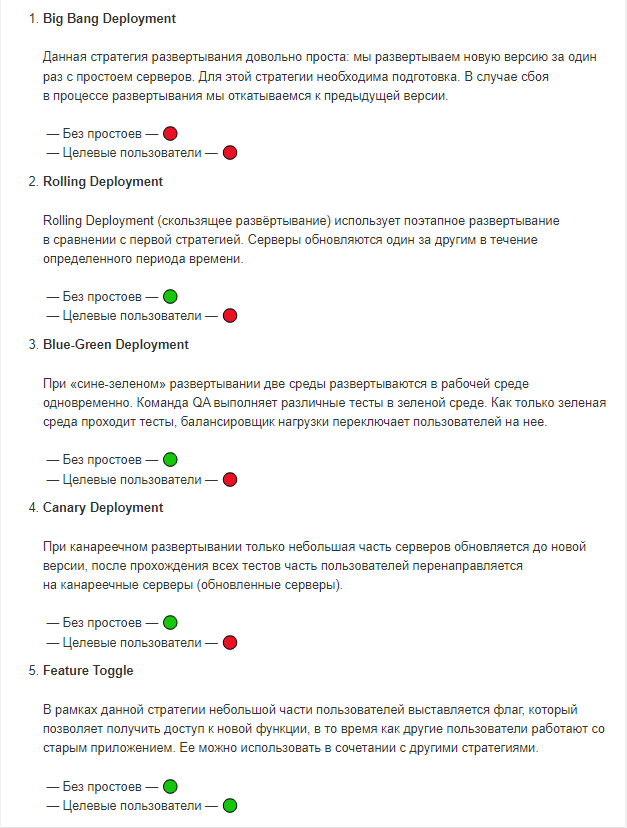 1. Big Bang Deployment
Данная стратегия развертывания довольно проста: мы развертываем новую версию за один
раз с простоем серверов. Для этой стратегии необходима подготовка. В случае сбоя
в процессе развертывания мы откатываемся к предыдущей версии.
— Без простоев —
— Целевые пользователи —
2. Rolling Deployment
Rolling Deployment (скользящее развёртывание) использует поэтапное развертывание
в сравнении с первой стратегией. Серверы обновляются один за другим в течение
определенного периода времени.
— Без простоев —
— Целевые пользователи —
3. Blue-Green Deployment
При «сине-зеленом» развертывании две среды развертываются в рабочей среде
одновременно. Команда QA выполняет различные тесты в зеленой среде. Как только зеленая
среда проходит тесты, балансировщик нагрузки переключает пользователей на нее.
— Без простоев —
— Целевые пользователи —
4. Canary Deployment
При канареечном развертывании только небольшая часть серверов обновляется до новой
версии, после прохождения всех тестов часть пользователей перенаправляется
на канареечные серверы (обновленные серверы).
— Без простоев —
— Целевые пользователи —
5. Feature Toggle
В рамках данной стратегии небольшой части пользователей выставляется флаг, который
позволяет получить доступ к новой функции, в то время как другие пользователи работают со
старым приложением. Ее можно использовать в сочетании с другими стратегиями.
— Без простоев —
— Целевые пользователи —